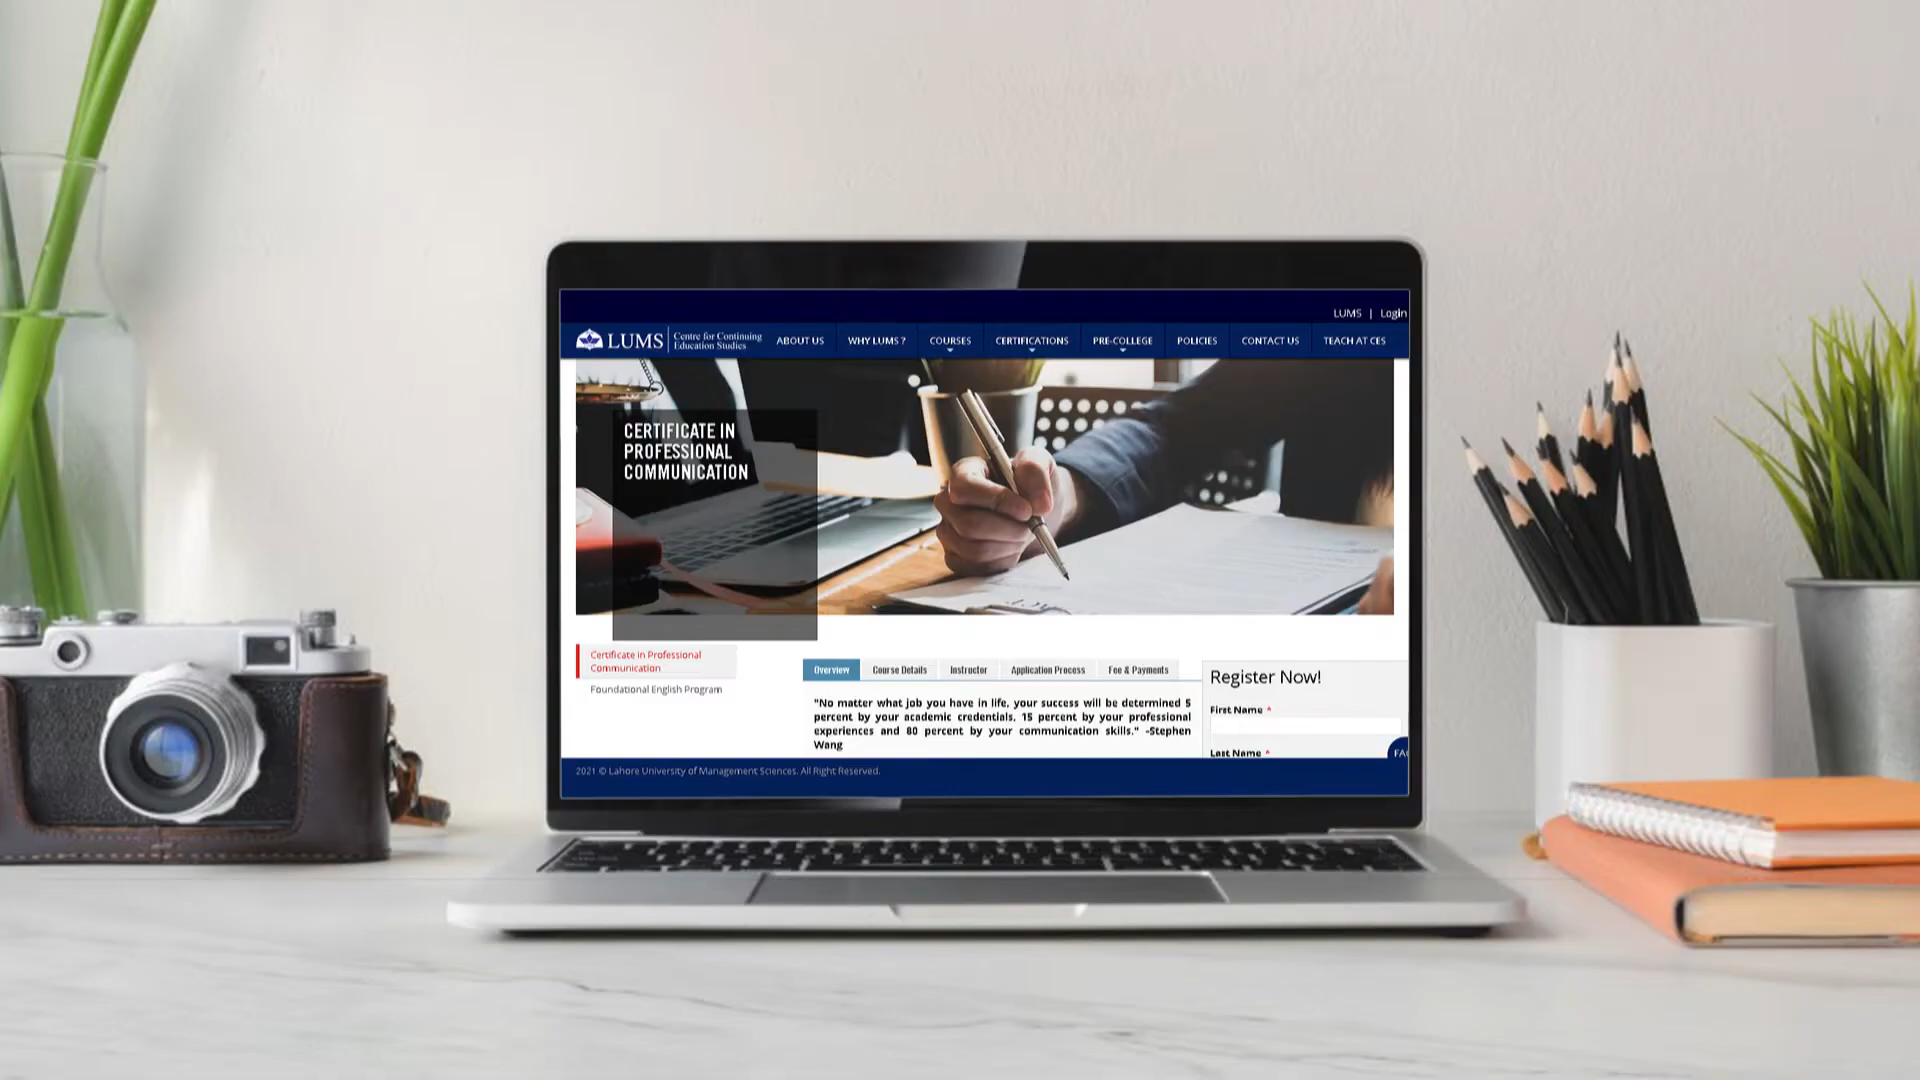 LUMS | Login
LUMS Centre for Continuing
Education Studies
ABOUT US WHY LUMS ? COURSES CERTIFICATIONS PRE-COLLEGE POLICIES CONTACT US TEACH AT CES
CERTIFICATE IN
PROFESSIONAL
COMMUNICATION
Certificate in Professional
Communication
Foundational English Program
Overview Course Details Instructor Application Process Fee & Payments
"No matter what job you have in life, your success will be determined 5
percent by your academic credentials, 15 percent by your professional
experiences and 80 percent by your communication skills." -Stephen
Wang
Register Now!
First Name *
Last Name *
2021 © Lahore University of Management Sciences. All Right Reserved.